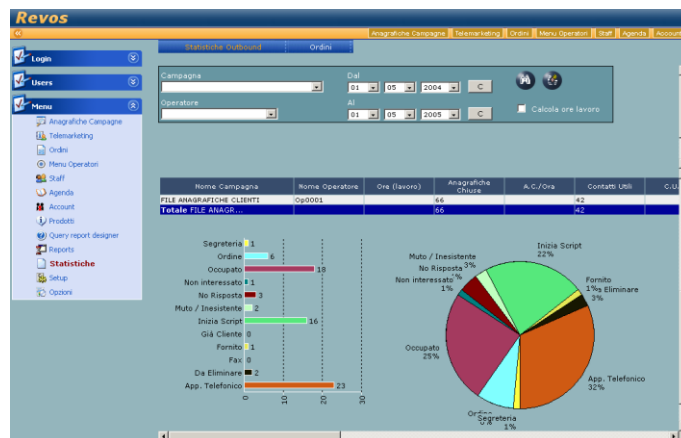 Revos
Anagrafiche Campagne Telemarketing Ordini Menu Operatori Staff Agenda Account
Statistiche Outbound Ordini
Login
Users
Menu
Anagrafiche Campagne
Telemarketing
Ordini
Menu Operatori
Staff
Agenda
Account
Prodotti
Query report designer
Reports
Statistiche
Setup
Opzioni
Campagna Dal
01 05 2004 C
Operatore Al
01 05 2005 C
Calcola ore lavoro
Nome Campagna Nome Operatore Ore (lavoro) Anagrafiche Chiuse A.C./Ora Contatti Utili C.U.
FILE ANAGRAFICHE CLIENTI Op0001 66 42
Totale FILE ANAGR... 66 42
Segreteria 1
Ordine 6
Occupato 18
Non interessato 1
No Risposta 3
Muto / Inesistente 2
Inizia Script 16
Già Cliente 0
Fornito 1
Fax 0
Da Eliminare 2
App. Telefonico 23
0 10 20 30
Inizia Script
22%
Muto / Inesistente
3%
No Risposta
Non interessato
1%
Fornito
1%
Eliminare
3%
Occupato
25%
App. Telefonico
32%
Segreteria
1%